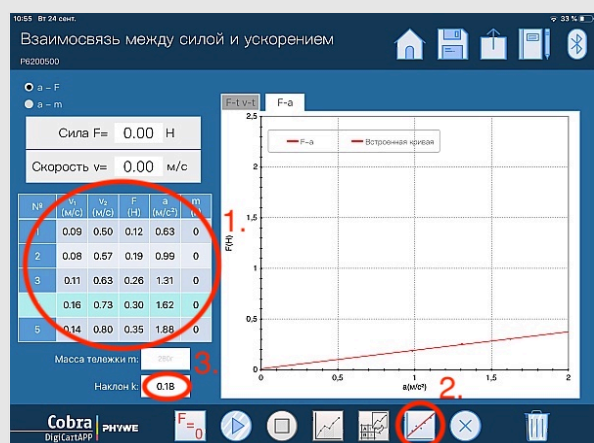 10:55 Вт 24 сент.
33 %
Взаимосвязь между силой и ускорением
P6200500
a – F
a – m
Сила F= 0.00 Н
Скорость v= 0.00 м/с
№ v₁ (м/с) v₂ (м/с) F (Н) a (м/с²) m
1 0.09 0.50 0.12 0.63 0
2 0.08 0.57 0.19 0.99 0
3 0.11 0.63 0.26 1.31 0
0.16 0.73 0.30 1.62 0
5 0.14 0.80 0.35 1.88 0
1.
Масса тележки m:
3.
Наклон k: 0.18
F-t v-t F-a
F-a Встроенная кривая
2,5
2
1,5
1
0,5
0
F(Н)
0 0,5 1 1,5 2
a(м/с²)
2.
Cobra
DigiCartAPP
PHYWE
F=0